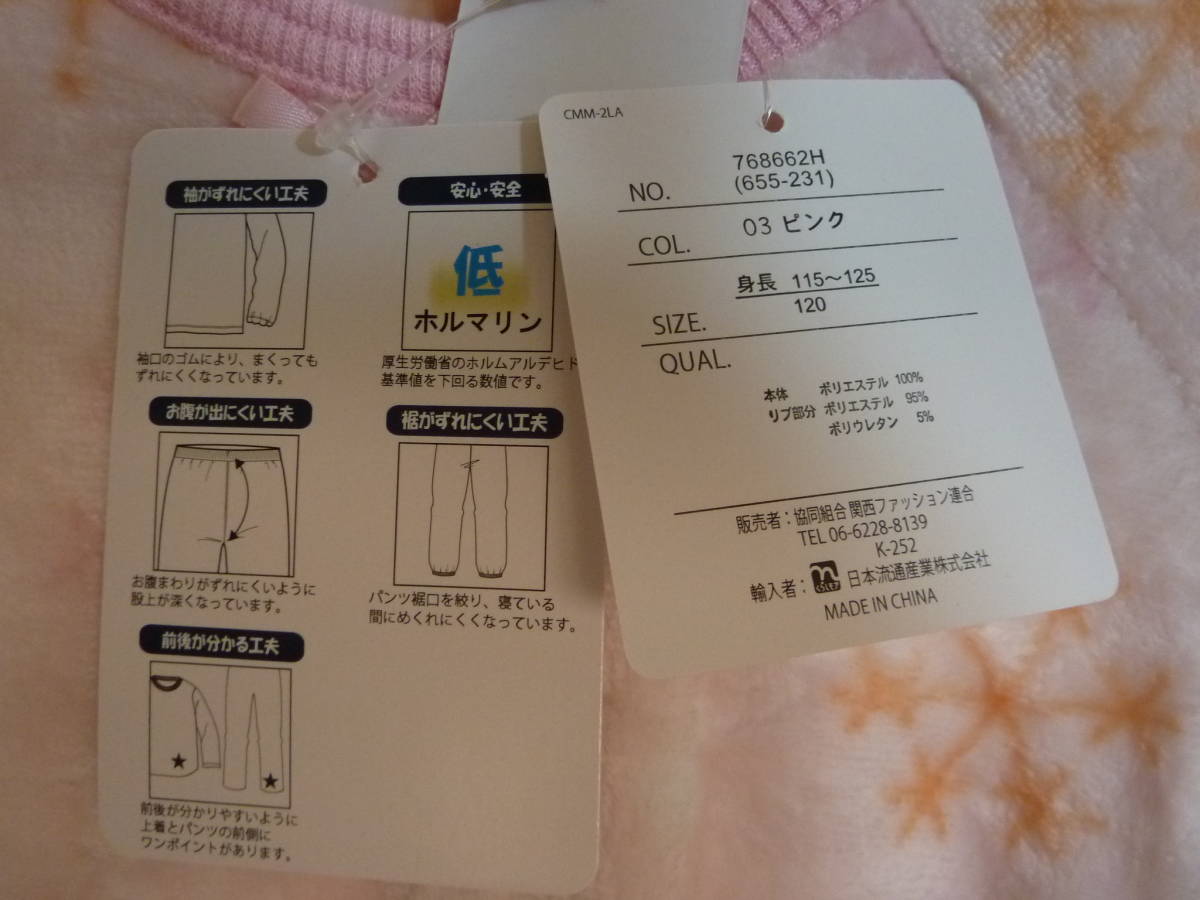 袖がずれにくい工夫
袖口のゴムにより、まくっても
ずれにくくなっています。
お腹が出にくい工夫
お腹まわりがずれにくいように
股上が深くなっています。
前後が分かる工夫
前後が分かりやすいように
上着とパンツの前側に
ワンポイントがあります。
安心・安全
低
ホルマリン
厚生労働省のホルムアルデヒド
基準値を下回る数値です。
裾がずれにくい工夫
パンツ裾口を絞り、寝ている
間にめくれにくくなっています。
CMM-2LA
NO. 768662H
(655-231)
COL. 03 ピンク
SIZE. 身長 115〜125
120
QUAL.
本体 ポリエステル 100%
リブ部分 ポリエステル 95%
ポリウレタン 5%
販売者：協同組合 関西ファッション連合
TEL 06-6228-8139
K-252
輸入者： 日本流通産業株式会社
MADE IN CHINA